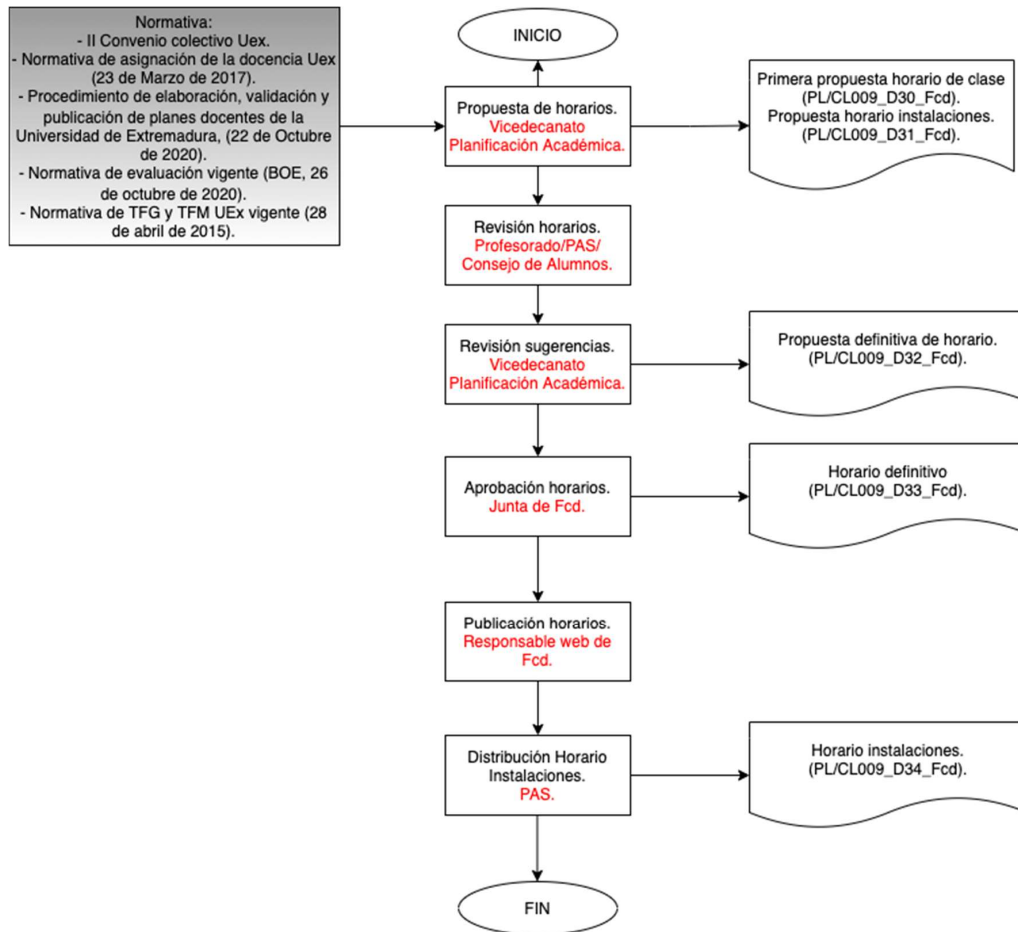 Normativa:
- II Convenio colectivo Uex.
- Normativa de asignación de la docencia Uex
(23 de Marzo de 2017).
- Procedimiento de elaboración, validación y
publicación de planes docentes de la
Universidad de Extremadura, (22 de Octubre
de 2020).
- Normativa de evaluación vigente (BOE, 26
de octubre de 2020).
- Normativa de TFG y TFM UEx vigente (28
de abril de 2015).
INICIO
Propuesta de horarios.
Vicedecanato
Planificación Académica.
Primera propuesta horario de clase
(PL/CL009_D30_Fcd).
Propuesta horario instalaciones.
(PL/CL009_D31_Fcd).
Revisión horarios.
Profesorado/PAS/
Consejo de Alumnos.
Revisión sugerencias.
Vicedecanato
Planificación Académica.
Propuesta definitiva de horario.
(PL/CL009_D32_Fcd).
Aprobación horarios.
Junta de Fcd.
Horario definitivo
(PL/CL009_D33_Fcd).
Publicación horarios.
Responsable web de
Fcd.
Distribución Horario
Instalaciones.
PAS.
Horario instalaciones.
(PL/CL009_D34_Fcd).
FIN